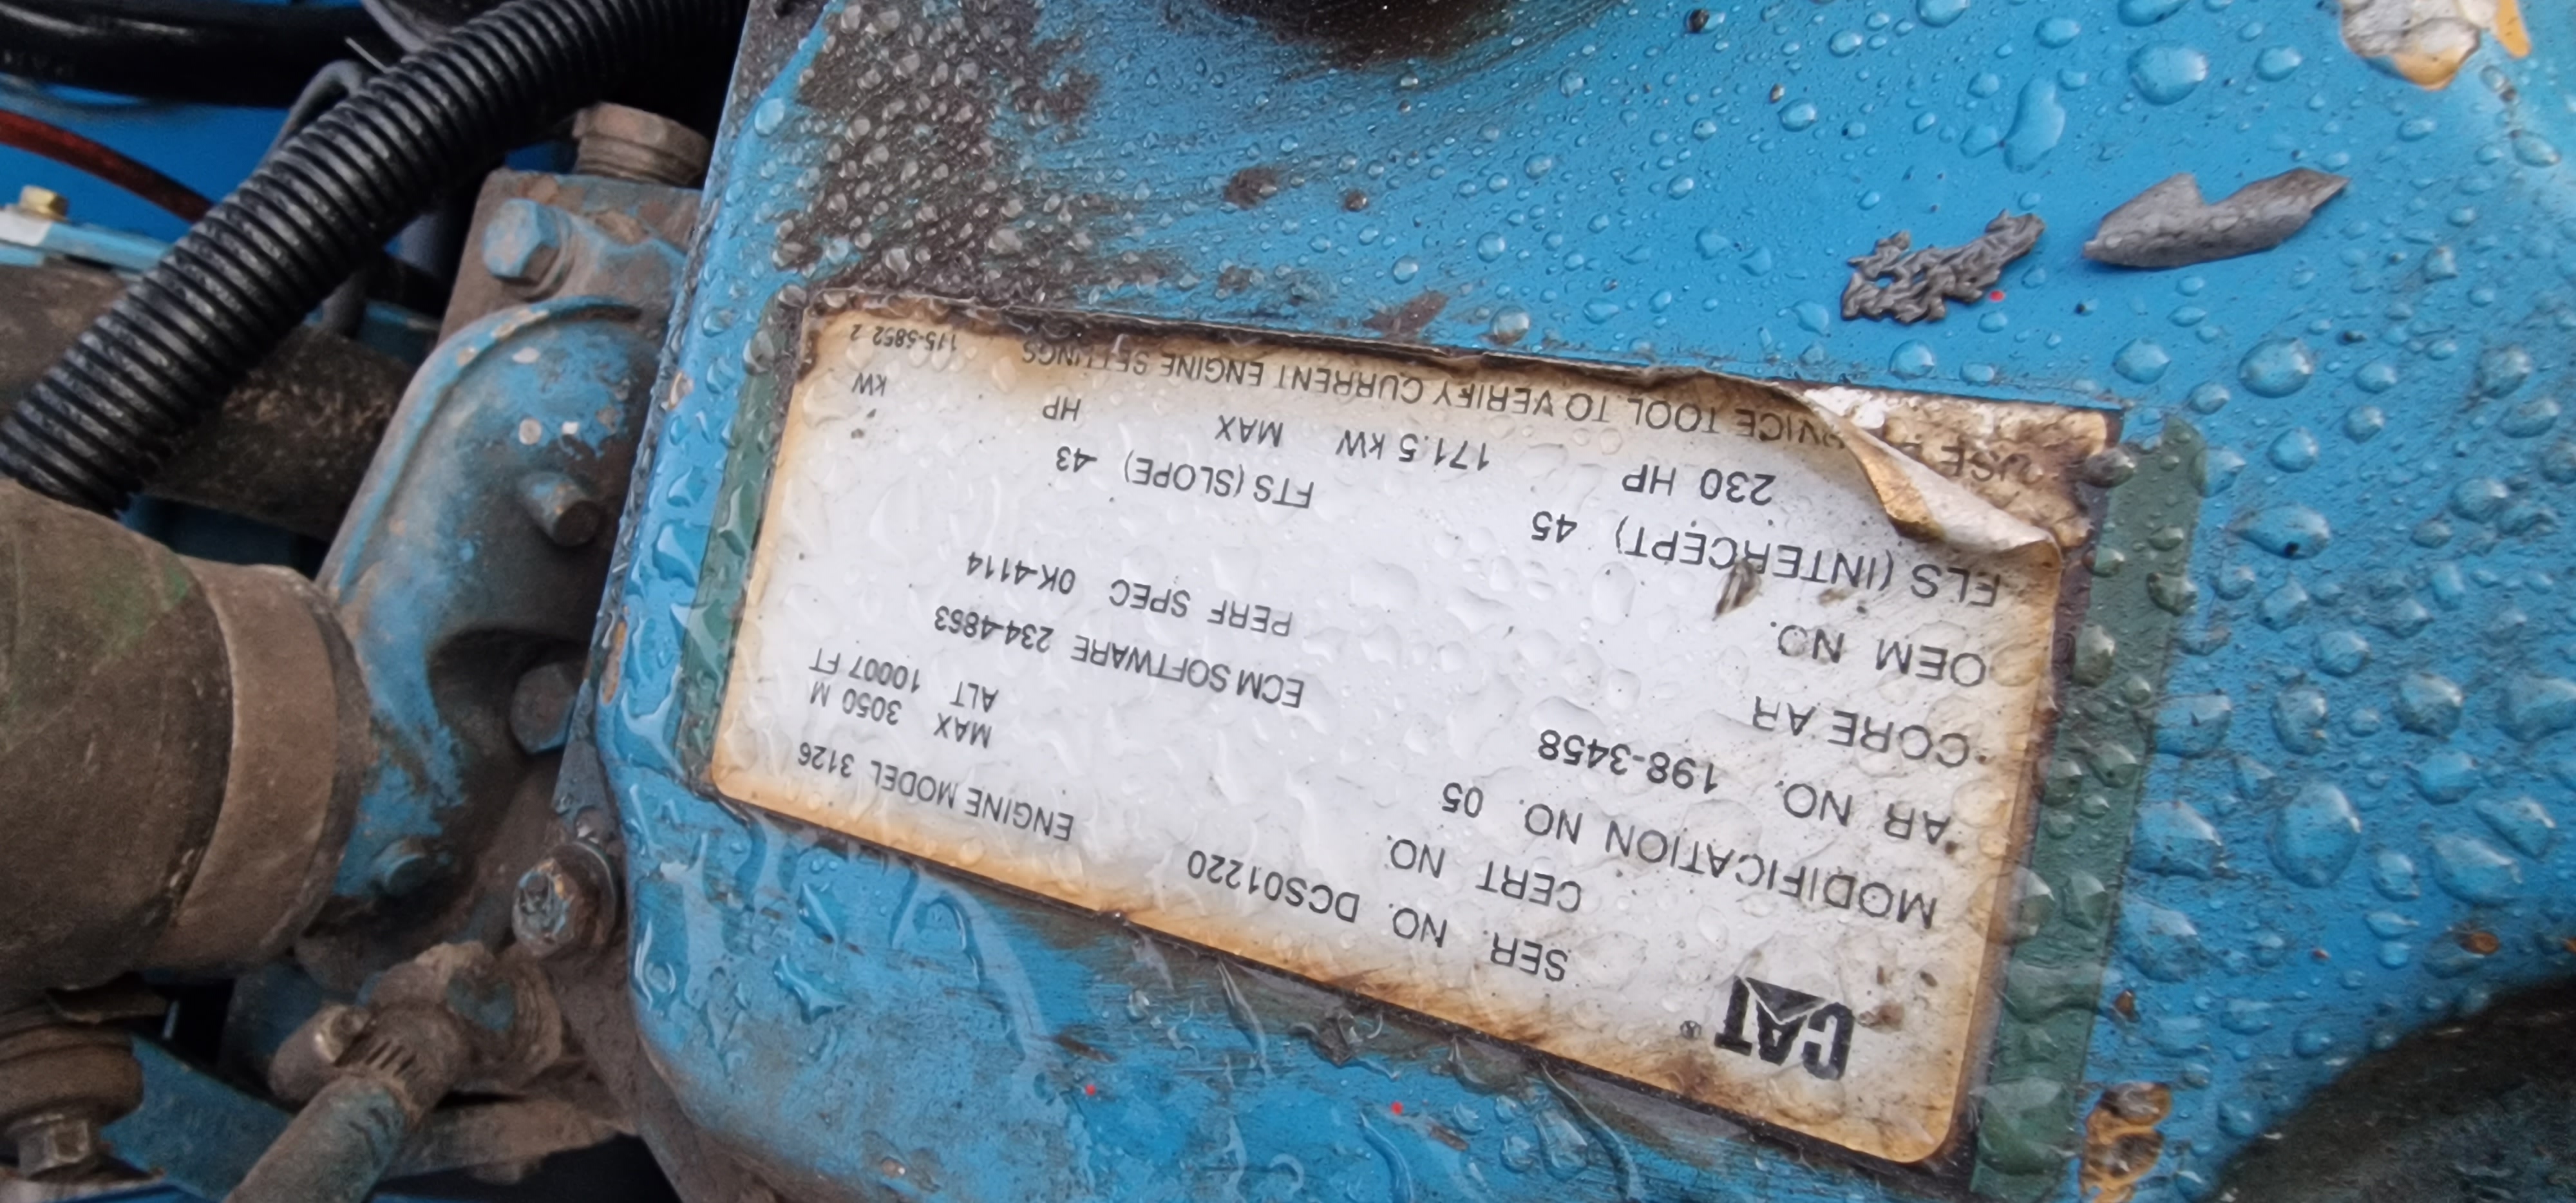 CAT®
SER. NO. DCS01220 ENGINE MODEL 3126
CERT NO.
MODIFICATION NO 05 MAX 3050 M
ALT 10007 FT
AR NO. 198-3458 ECM SOFTWARE 234-4863
CORE AR PERF SPEC 0K-4114
OEM NO.
FLS (INTERCEPT) 45 FTS (SLOPE) -43
230 HP 171.5 KW MAX HP KW
USE VICE TOOL TO VERIFY CURRENT ENGINE SETTINGS 115-5852 2